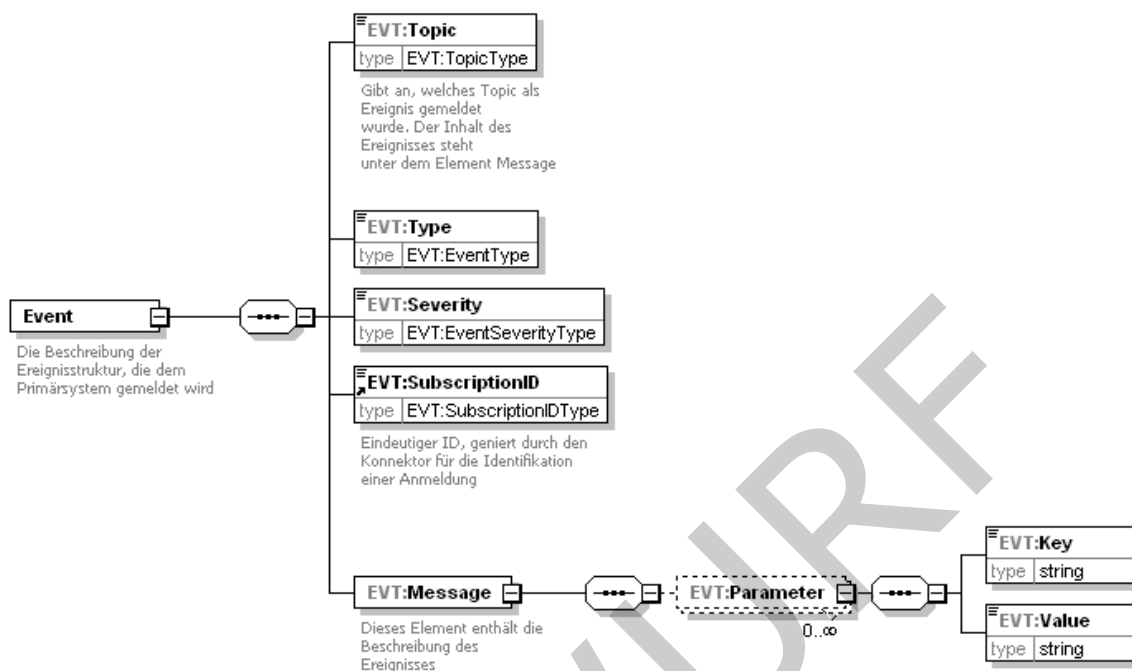 EVT:Topic
type EVT:TopicType
Gibt an, welches Topic als
Ereignis gemeldet
wurde. Der Inhalt des
Ereignisses steht
unter dem Element Message
EVT:Type
type EVT:EventType
EVT:Severity
type EVT:EventSeverityType
Event
Die Beschreibung der
Ereignisstruktur, die dem
Primärsystem gemeldet wird
EVT:SubscriptionID
type EVT:SubscriptionIDType
Eindeutiger ID, geniert durch den
Konnektor für die Identifikation
einer Anmeldung
EVT:Message
Dieses Element enthält die
Beschreibung des
Ereignisses
EVT:Parameter
0..∞
EVT:Key
type string
EVT:Value
type string